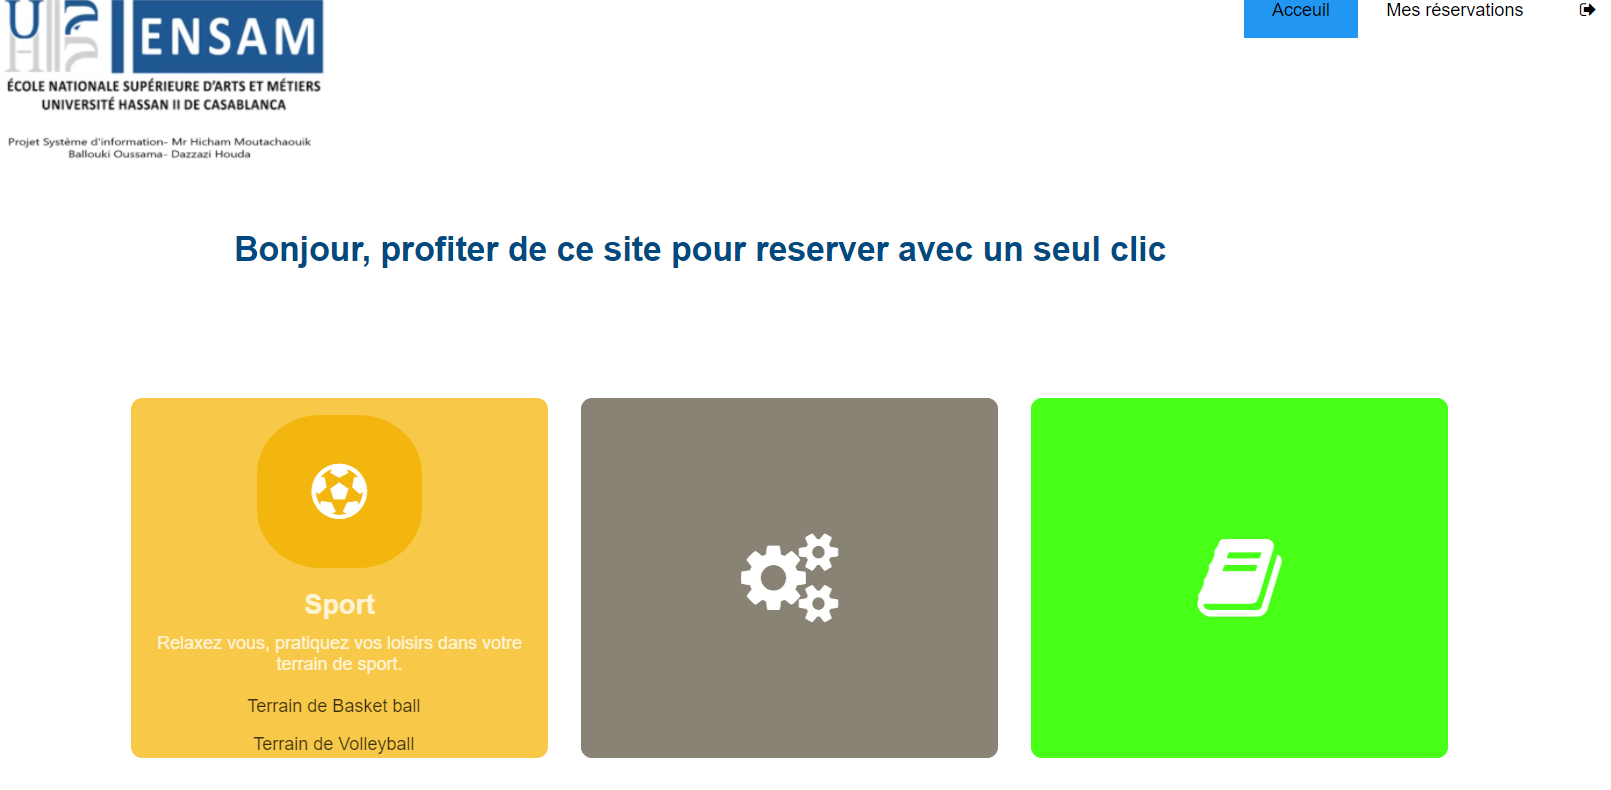 UH2
ENSAM
ÉCOLE NATIONALE SUPÉRIEURE D'ARTS ET MÉTIERS
UNIVERSITÉ HASSAN II DE CASABLANCA
Projet Système d'information- Mr Hicham Moutachaouik
Ballouki Oussama- Dazzazi Houda
Acceuil
Mes réservations
Bonjour, profiter de ce site pour reserver avec un seul clic
Sport
Relaxez vous, pratiquez vos loisirs dans votre
terrain de sport.
Terrain de Basket ball
Terrain de Volleyball